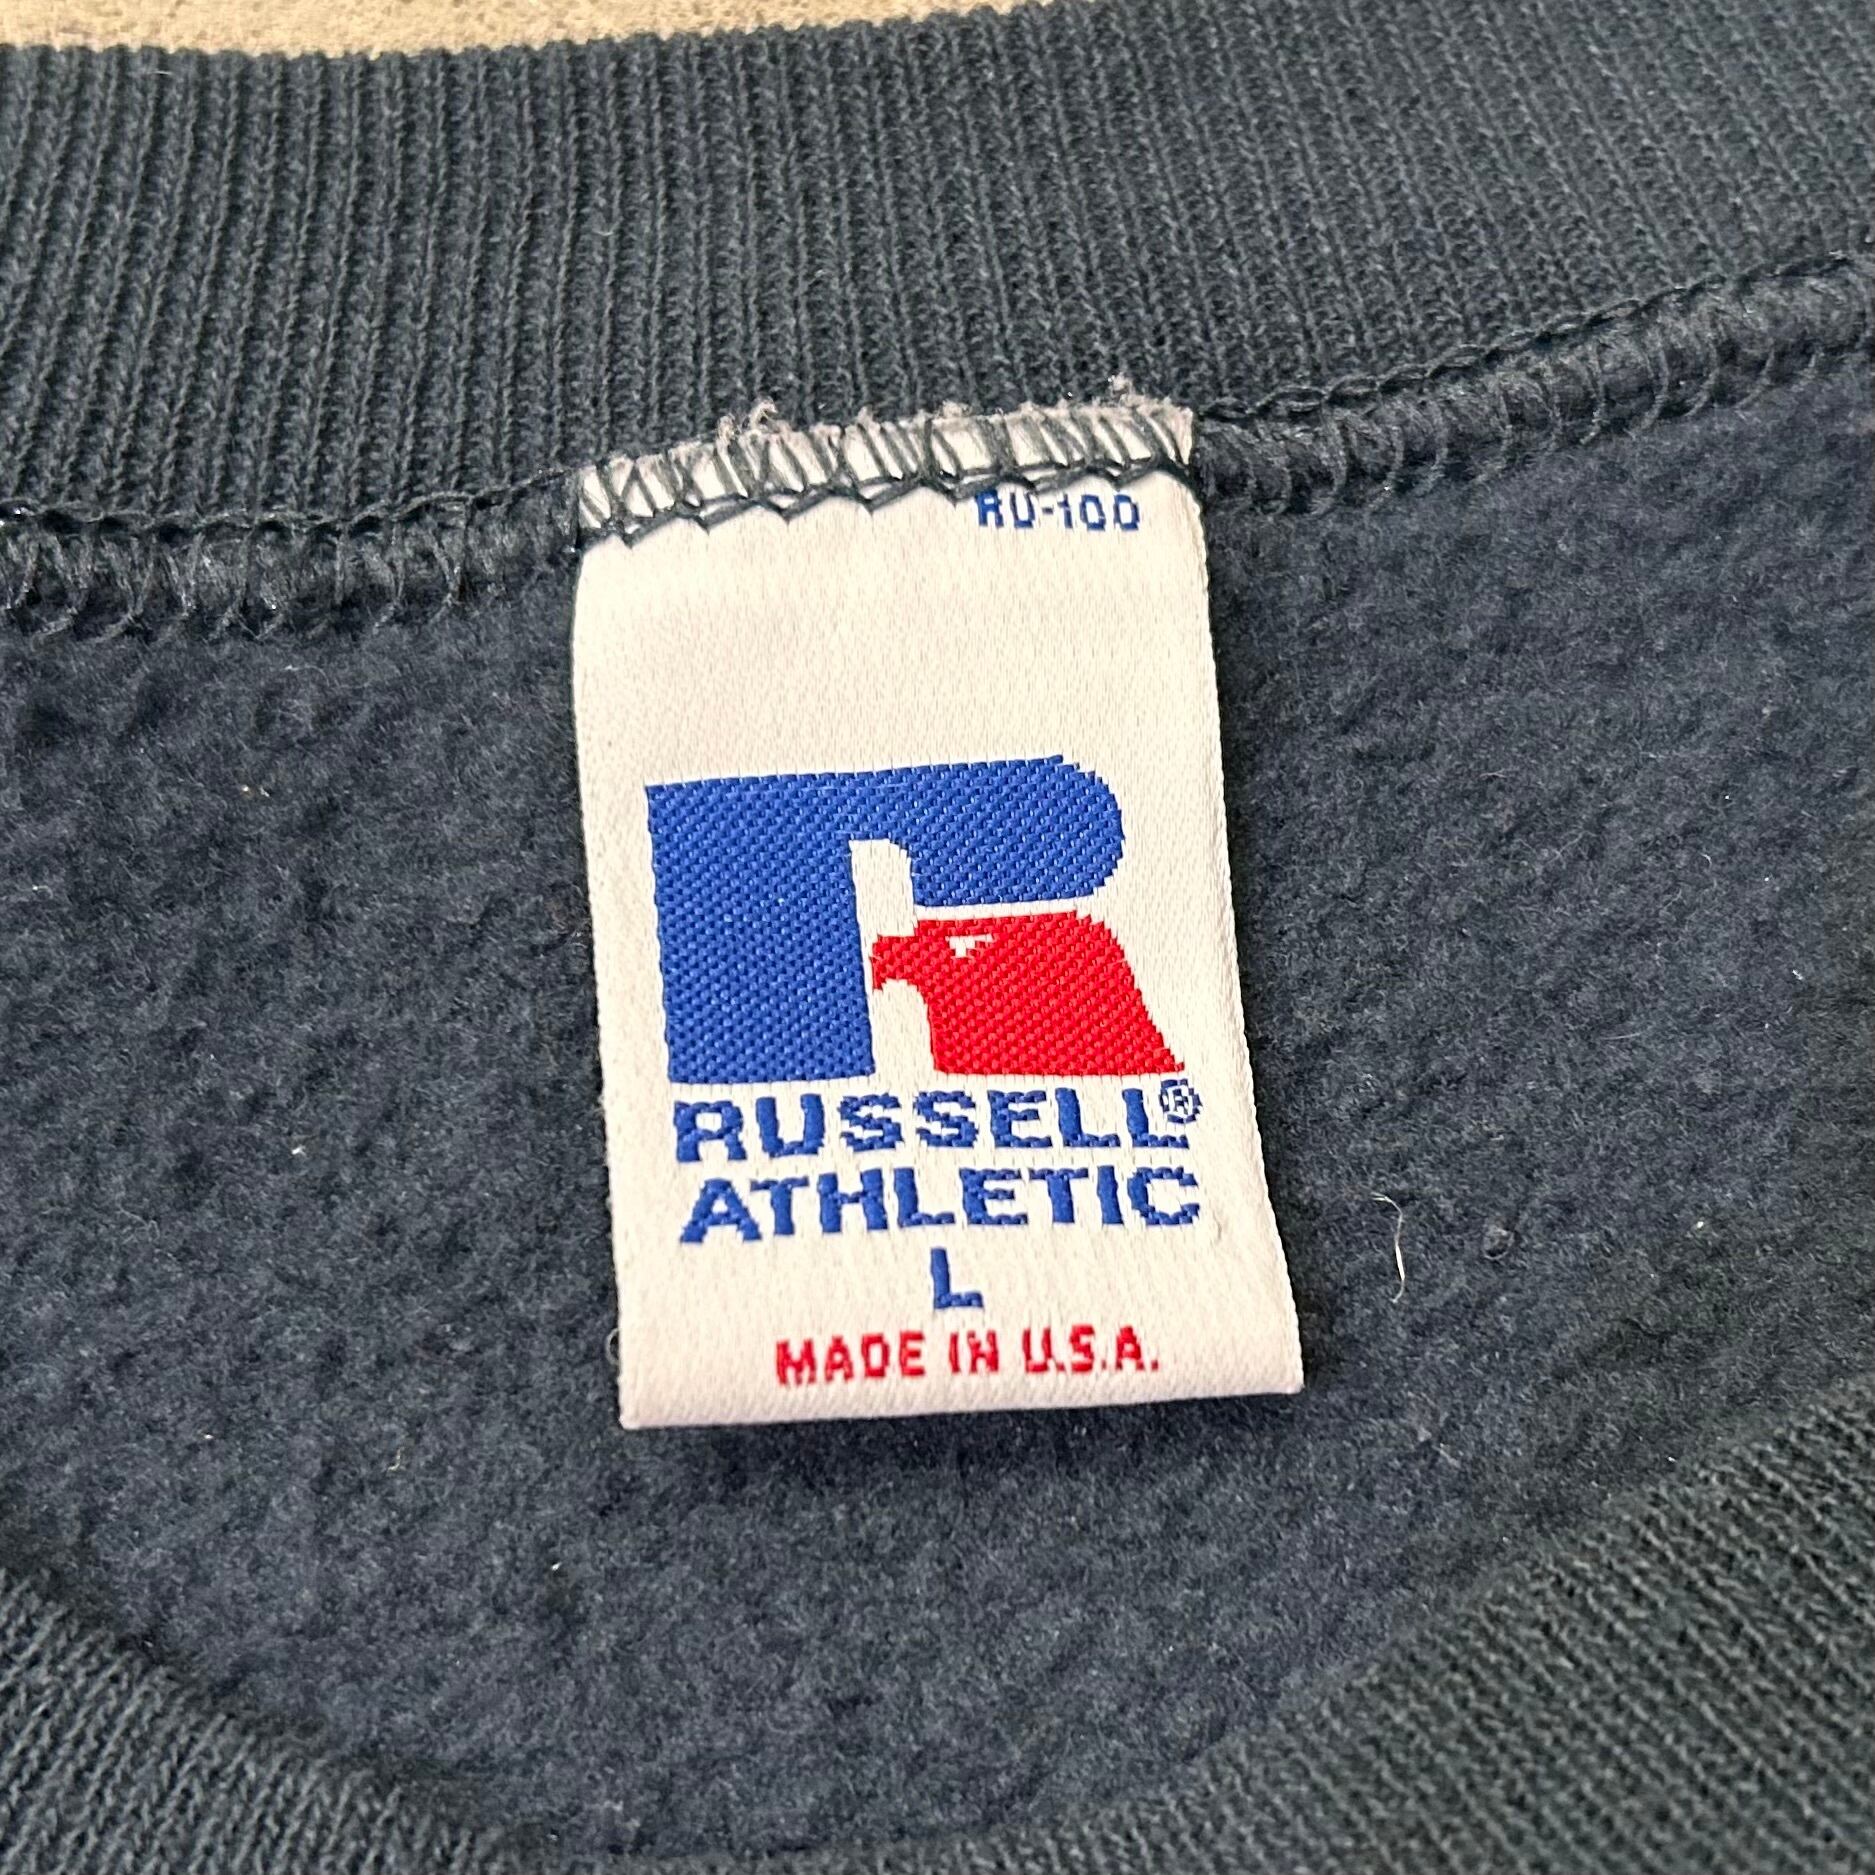 RU-100
RUSSELL®
ATHLETIC
L
MADE IN U.S.A.